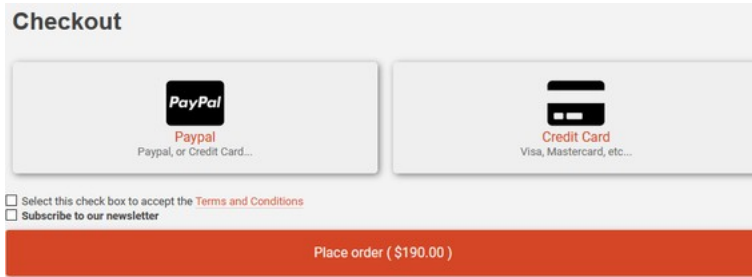 Checkout
PayPal
Paypal
Paypal, or Credit Card...
Credit Card
Visa, Mastercard, etc...
Select this check box to accept the Terms and Conditions
Subscribe to our newsletter
Place order ( $190.00 )